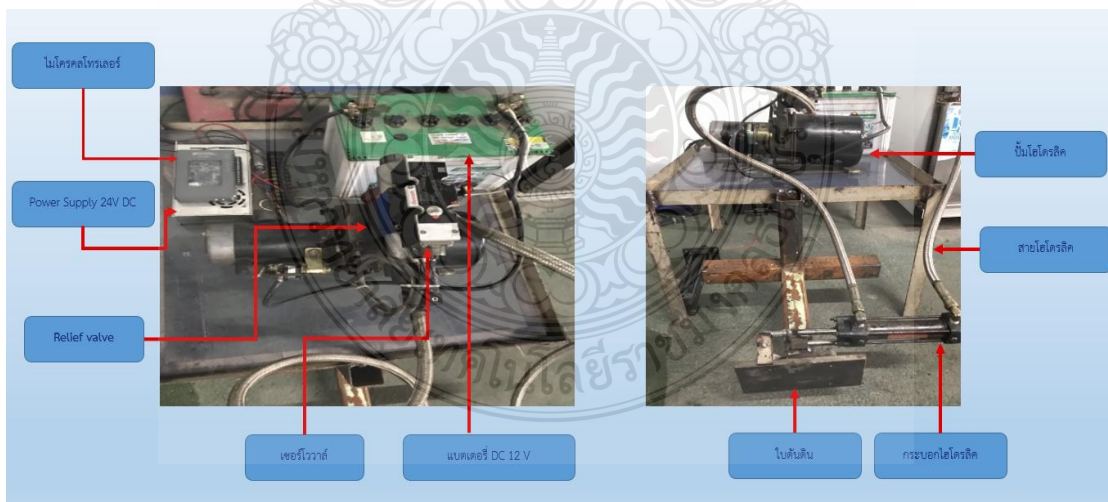 ไมโครคลโทรเลอร์
Power Supply 24V DC
Relief valve
เซอร์โววาล์
แบตเตอรี่ DC 12 V
ปั๊มไฮโดรลิค
สายไฮโดรลิค
ใบดันดิน
กระบอกไฮโดรลิค